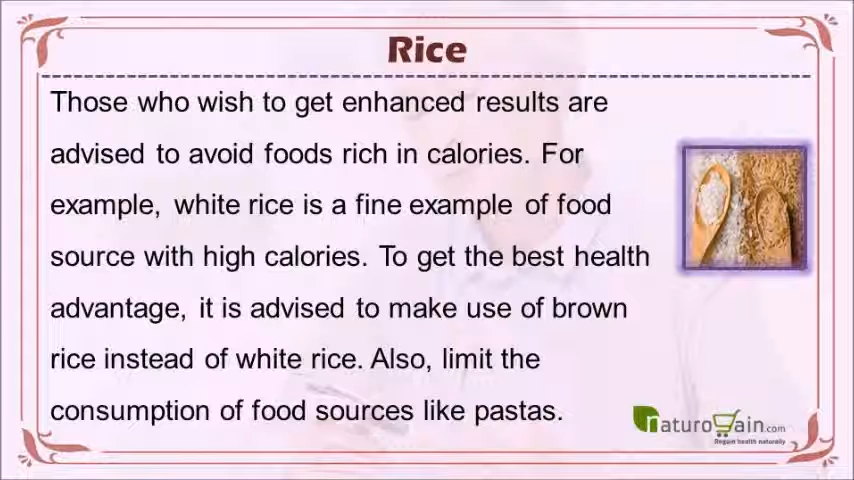 Rice
Those who wish to get enhanced results are
advised to avoid foods rich in calories. For
example, white rice is a fine example of food
source with high calories. To get the best health
advantage, it is advised to make use of brown
rice instead of white rice. Also, limit the
consumption of food sources like pastas.
naturogain.com
Regain health naturally